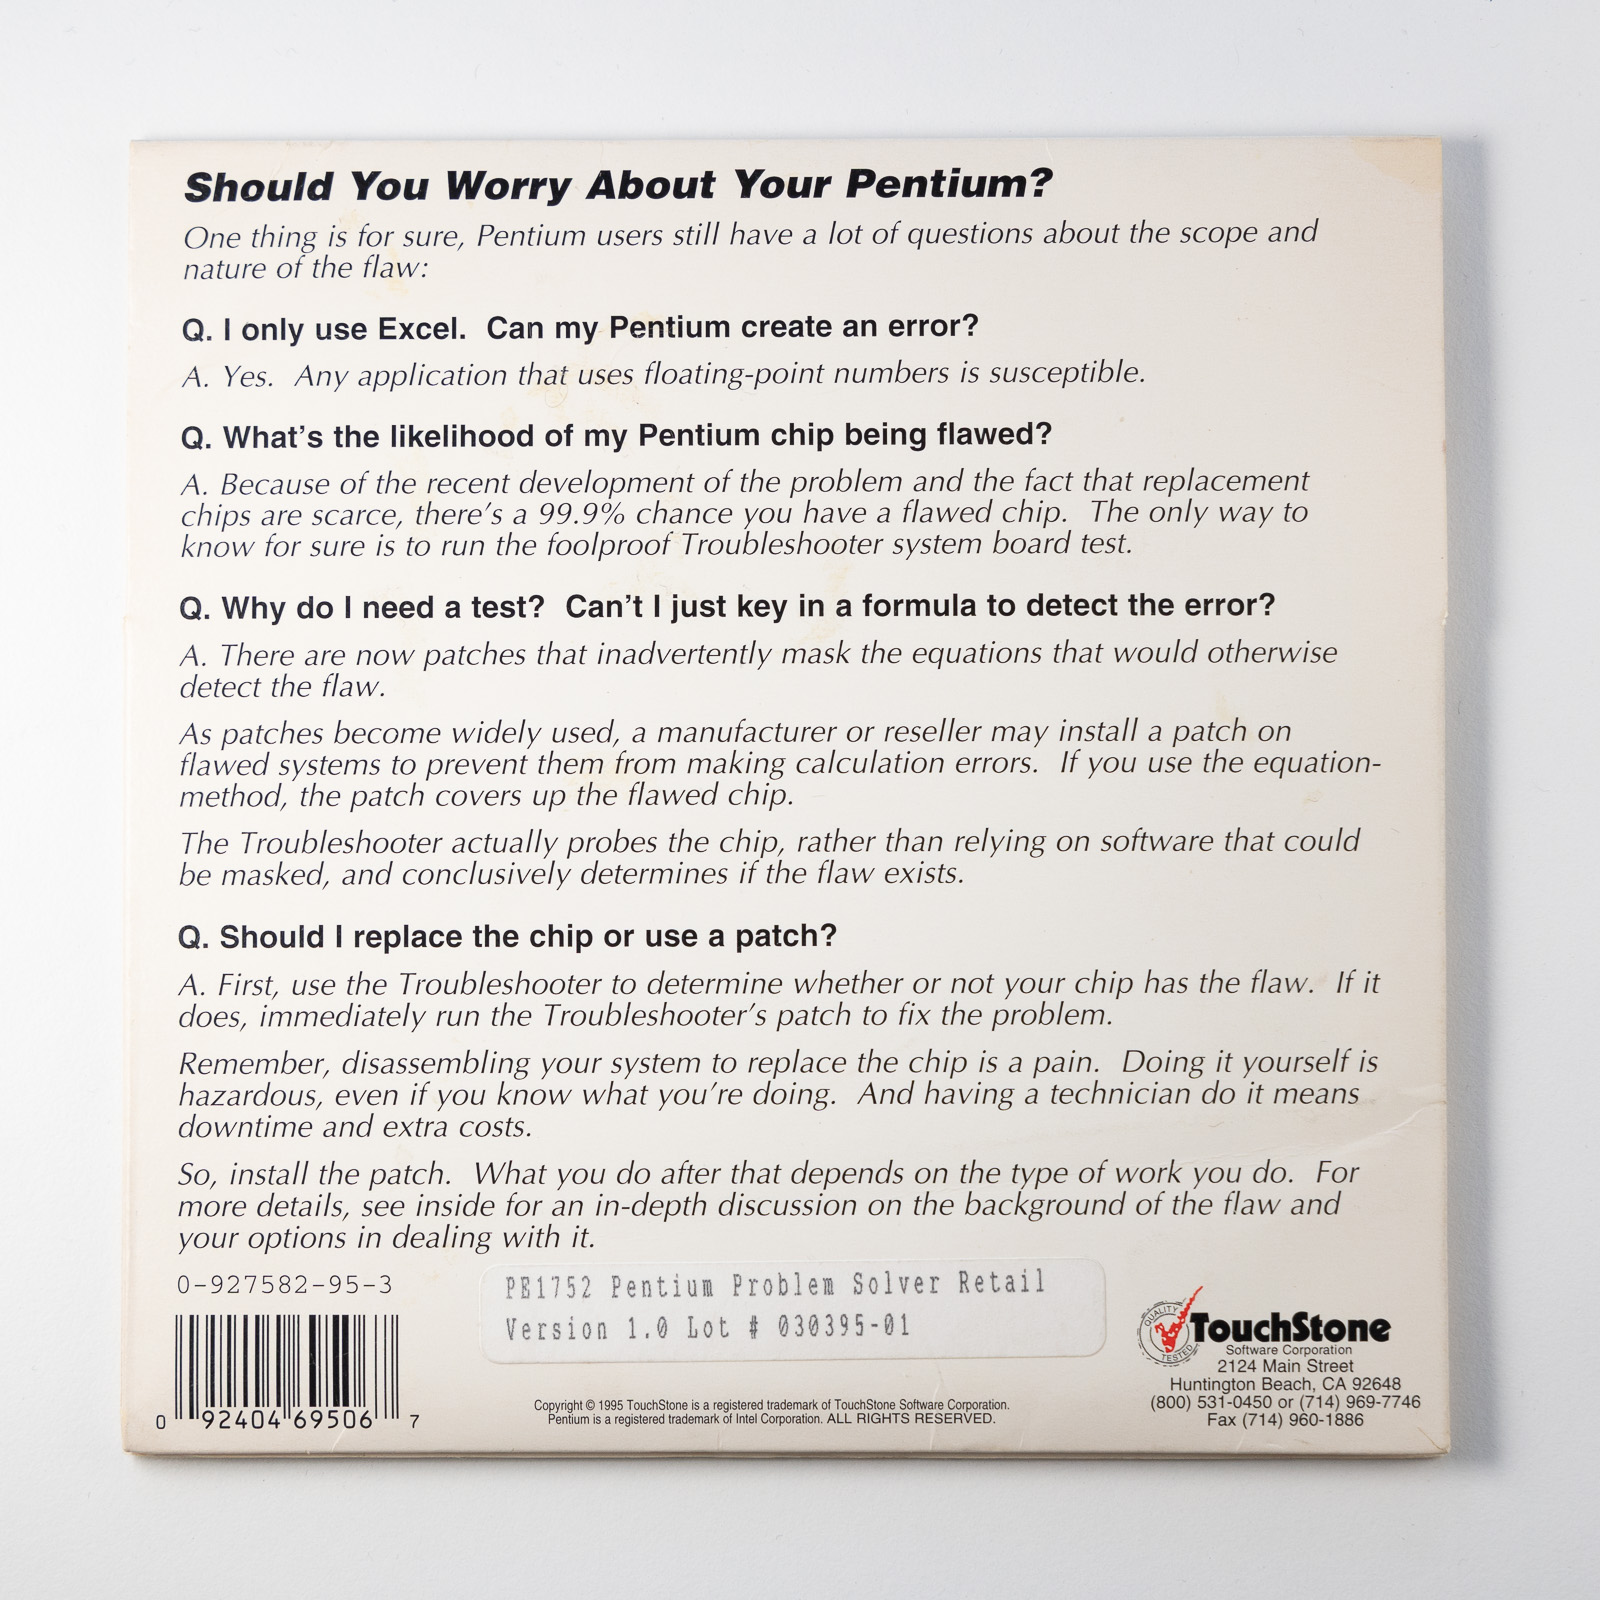 Should You Worry About Your Pentium?
One thing is for sure, Pentium users still have a lot of questions about the scope and
nature of the flaw:
Q. I only use Excel.  Can my Pentium create an error?
A. Yes.  Any application that uses floating-point numbers is susceptible.
Q. What's the likelihood of my Pentium chip being flawed?
A. Because of the recent development of the problem and the fact that replacement
chips are scarce, there's a 99.9% chance you have a flawed chip.  The only way to
know for sure is to run the foolproof Troubleshooter system board test.
Q. Why do I need a test?  Can't I just key in a formula to detect the error?
A. There are now patches that inadvertently mask the equations that would otherwise
detect the flaw.
As patches become widely used, a manufacturer or reseller may install a patch on
flawed systems to prevent them from making calculation errors.  If you use the equation-
method, the patch covers up the flawed chip.
The Troubleshooter actually probes the chip, rather than relying on software that could
be masked, and conclusively determines if the flaw exists.
Q. Should I replace the chip or use a patch?
A. First, use the Troubleshooter to determine whether or not your chip has the flaw.  If it
does, immediately run the Troubleshooter's patch to fix the problem.
Remember, disassembling your system to replace the chip is a pain.  Doing it yourself is
hazardous, even if you know what you're doing.  And having a technician do it means
downtime and extra costs.
So, install the patch.  What you do after that depends on the type of work you do.  For
more details, see inside for an in-depth discussion on the background of the flaw and
your options in dealing with it.
0-927582-95-3
0 92404 69506 7
PE1752 Pentium Problem Solver Retail
Version 1.0 Lot # 030395-01
Copyright © 1995 TouchStone is a registered trademark of TouchStone Software Corporation.
Pentium is a registered trademark of Intel Corporation. ALL RIGHTS RESERVED.
QUALITY
TESTED
TouchStone
Software Corporation
2124 Main Street
Huntington Beach, CA 92648
(800) 531-0450 or (714) 969-7746
Fax (714) 960-1886